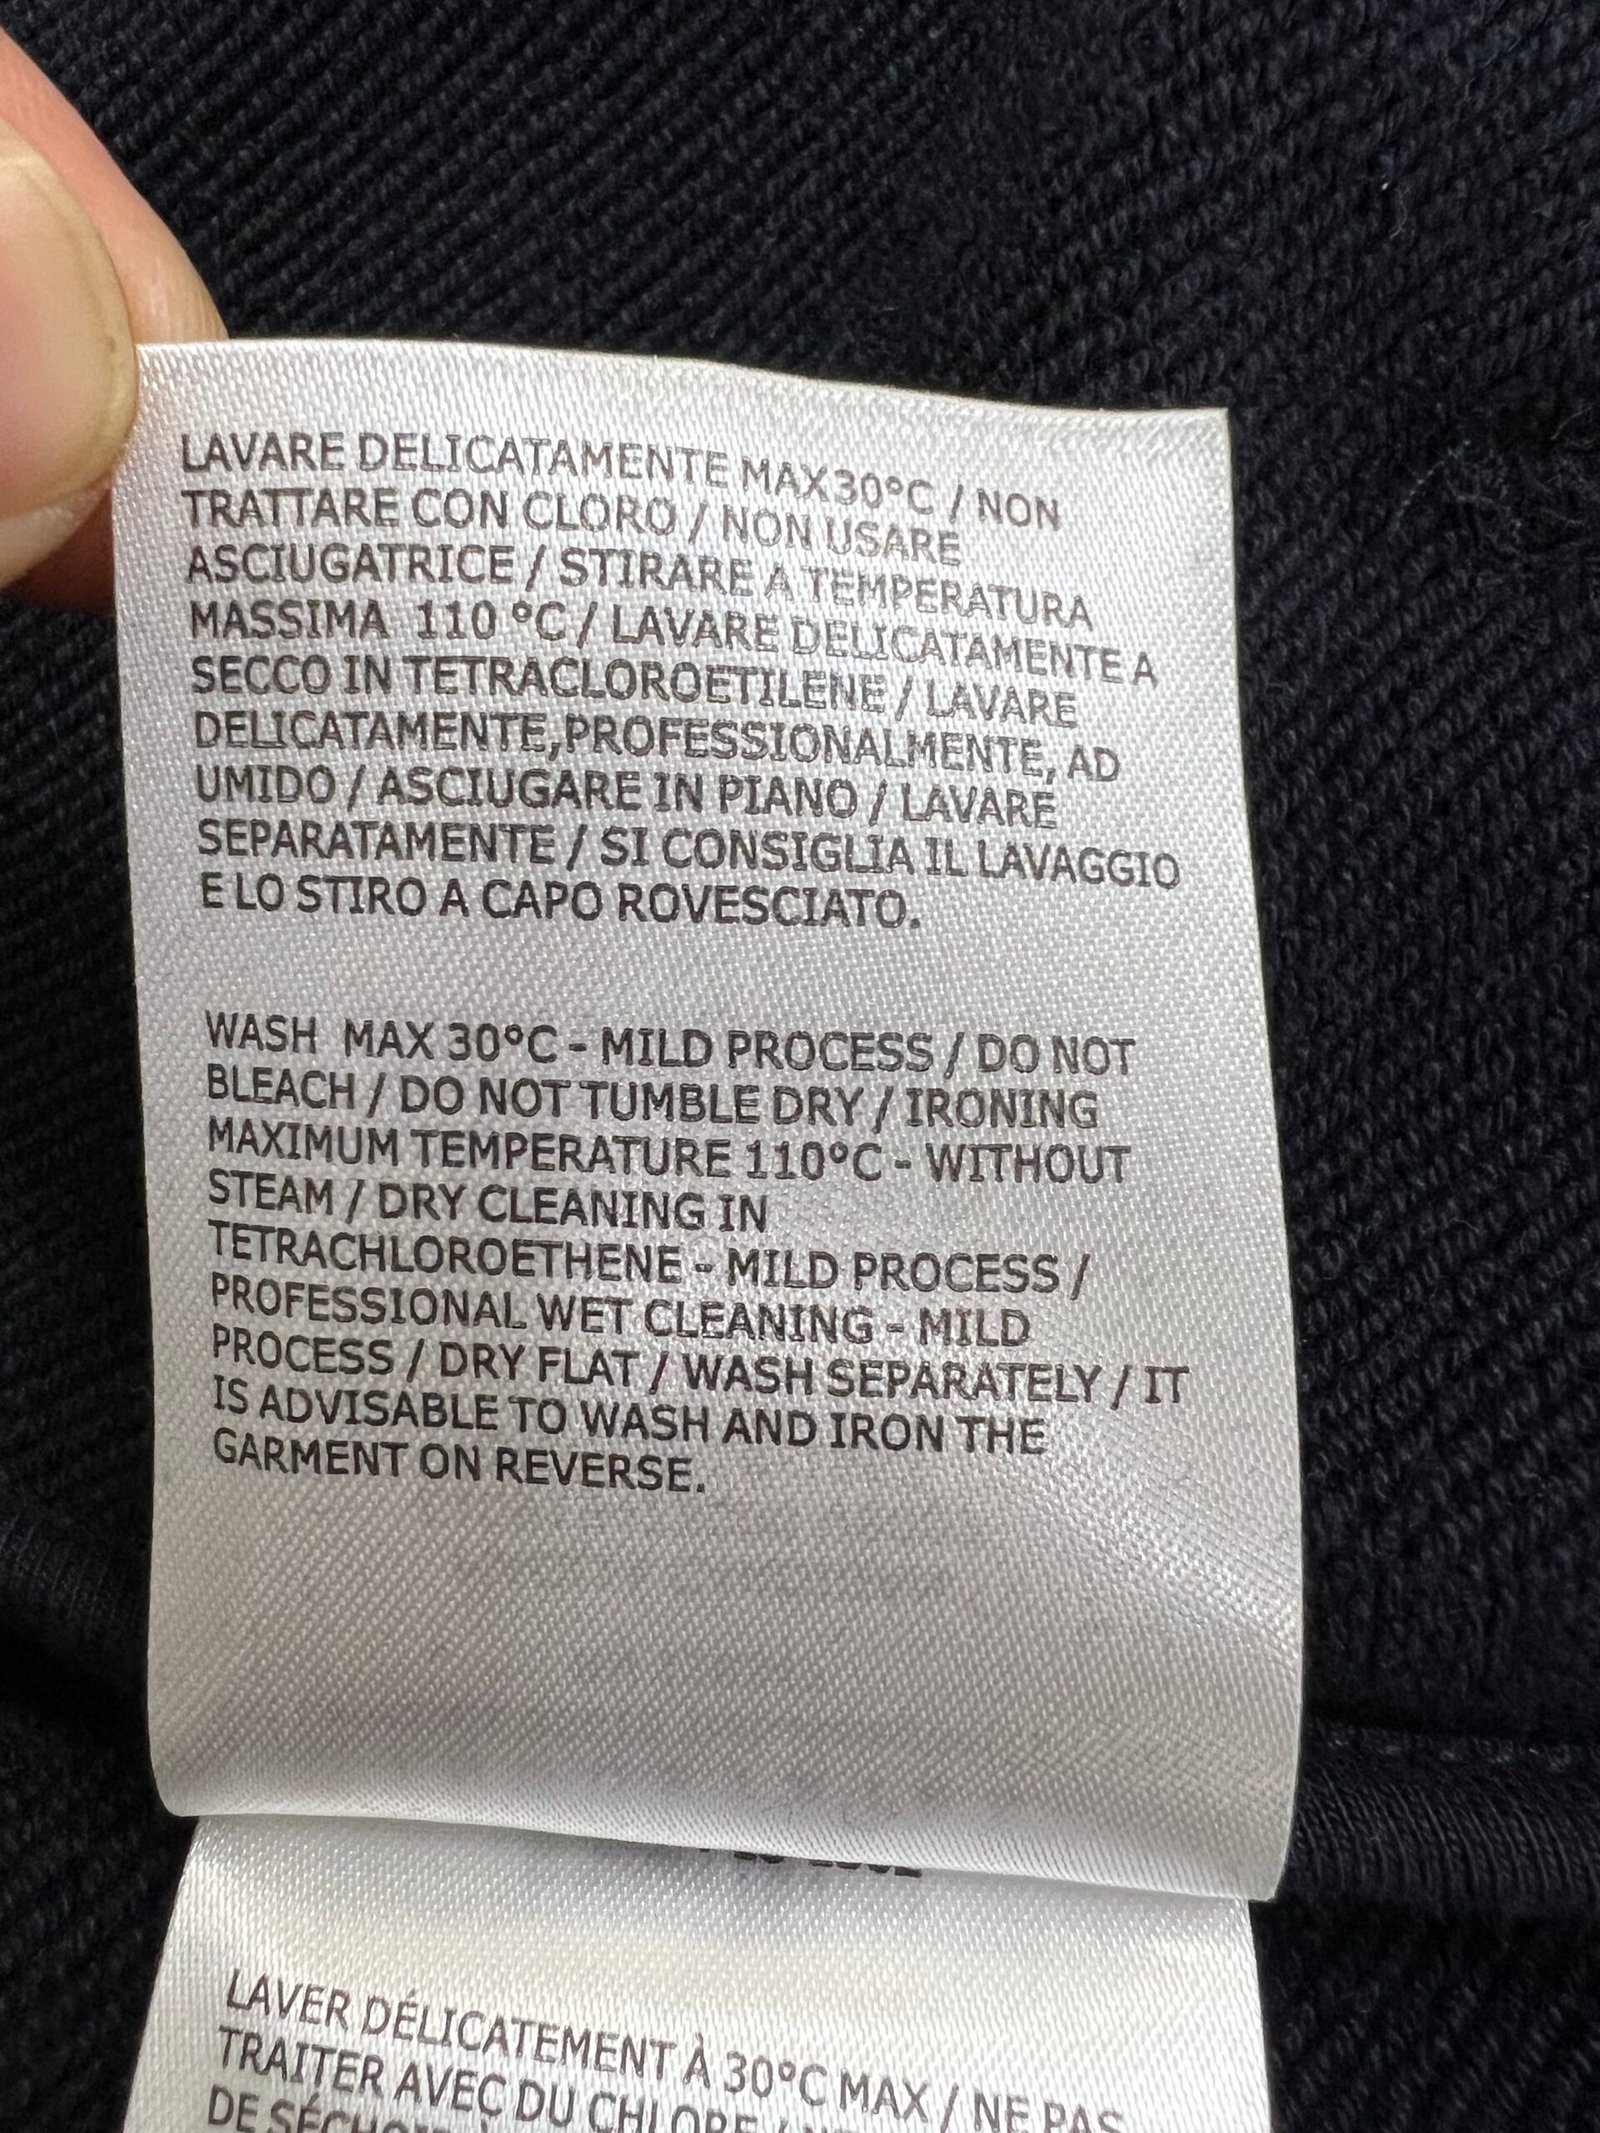 LAVARE DELICATAMENTE MAX 30°C / NON
TRATTARE CON CLORO / NON USARE
ASCIUGATRICE / STIRARE A TEMPERATURA
MASSIMA 110 °C / LAVARE DELICATAMENTE A
SECCO IN TETRACLOROETILENE / LAVARE
DELICATAMENTE,PROFESSIONALMENTE, AD
UMIDO / ASCIUGARE IN PIANO / LAVARE
SEPARATAMENTE / SI CONSIGLIA IL LAVAGGIO
E LO STIRO A CAPO ROVESCIATO.
WASH MAX 30°C - MILD PROCESS / DO NOT
BLEACH / DO NOT TUMBLE DRY / IRONING
MAXIMUM TEMPERATURE 110°C - WITHOUT
STEAM / DRY CLEANING IN
TETRACHLOROETHENE - MILD PROCESS /
PROFESSIONAL WET CLEANING - MILD
PROCESS / DRY FLAT / WASH SEPARATELY / IT
IS ADVISABLE TO WASH AND IRON THE
GARMENT ON REVERSE.
LAVER DÉLICATEMENT À 30°C MAX / NE PAS
TRAITER AVEC DU CHLORE /
DE